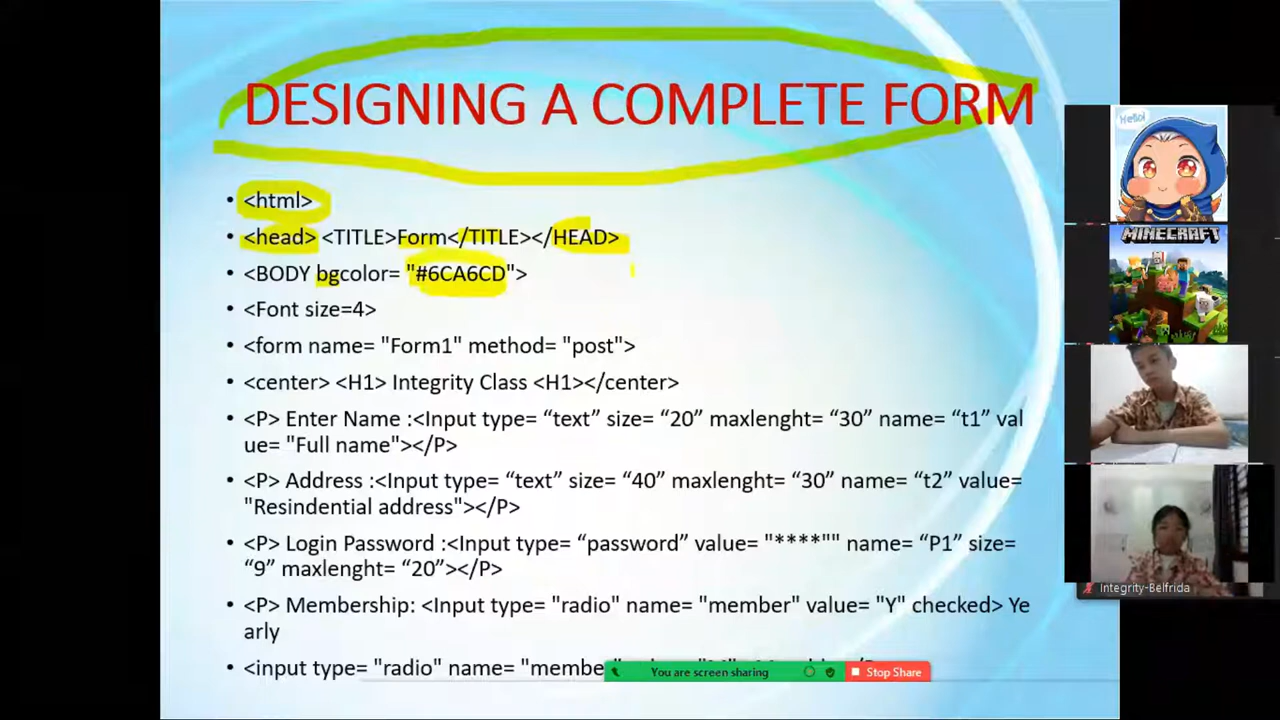 DESIGNING A COMPLETE FORM
• <html>
• <head> <TITLE>Form</TITLE></HEAD>
• <BODY bgcolor= "#6CA6CD">
• <Font size=4>
• <form name= "Form1" method= "post">
• <center> <H1> Integrity Class <H1></center>
• <P> Enter Name :<Input type= “text” size= “20” maxlenght= “30” name= “t1” val
ue= "Full name"></P>
• <P> Address :<Input type= “text” size= “40” maxlenght= “30” name= “t2” value=
"Resindential address"></P>
• <P> Login Password :<Input type= “password” value= "****"" name= “P1” size=
“9” maxlenght= “20”></P>
• <P> Membership: <Input type= "radio" name= "member" value= "Y" checked> Ye
arly
• <input type= "radio" name=
You are screen sharing
Stop Share
Hello!
MINECRAFT
Integrity-Belfrida